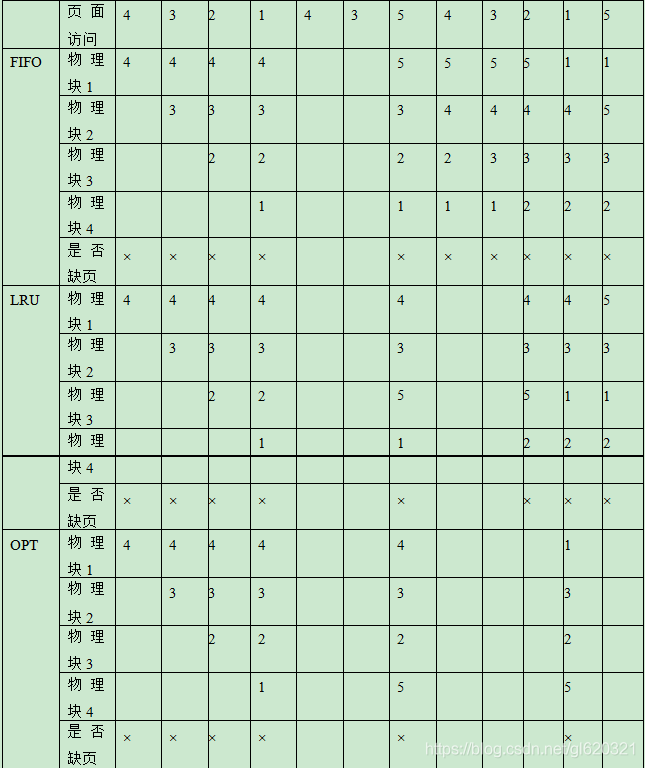 页面访问 4 3 2 1 4 3 5 4 3 2 1 5
FIFO 物理块1 4 4 4 4 5 5 5 5 1 1
物理块2 3 3 3 3 4 4 4 4 5
物理块3 2 2 2 2 3 3 3 3
物理块4 1 1 1 1 2 2 2
是否缺页 × × × × × × × × × ×
LRU 物理块1 4 4 4 4 4 4 4 5
物理块2 3 3 3 3 3 3 3
物理块3 2 2 5 5 1 1
物理 1 1 2 2 2
块4
是否缺页 × × × × × × × ×
OPT 物理块1 4 4 4 4 4 1
物理块2 3 3 3 3 3
物理块3 2 2 2 2
物理块4 1 5 5
是否缺页 × × × × × ×
https://blog.csdn.net/gl620321